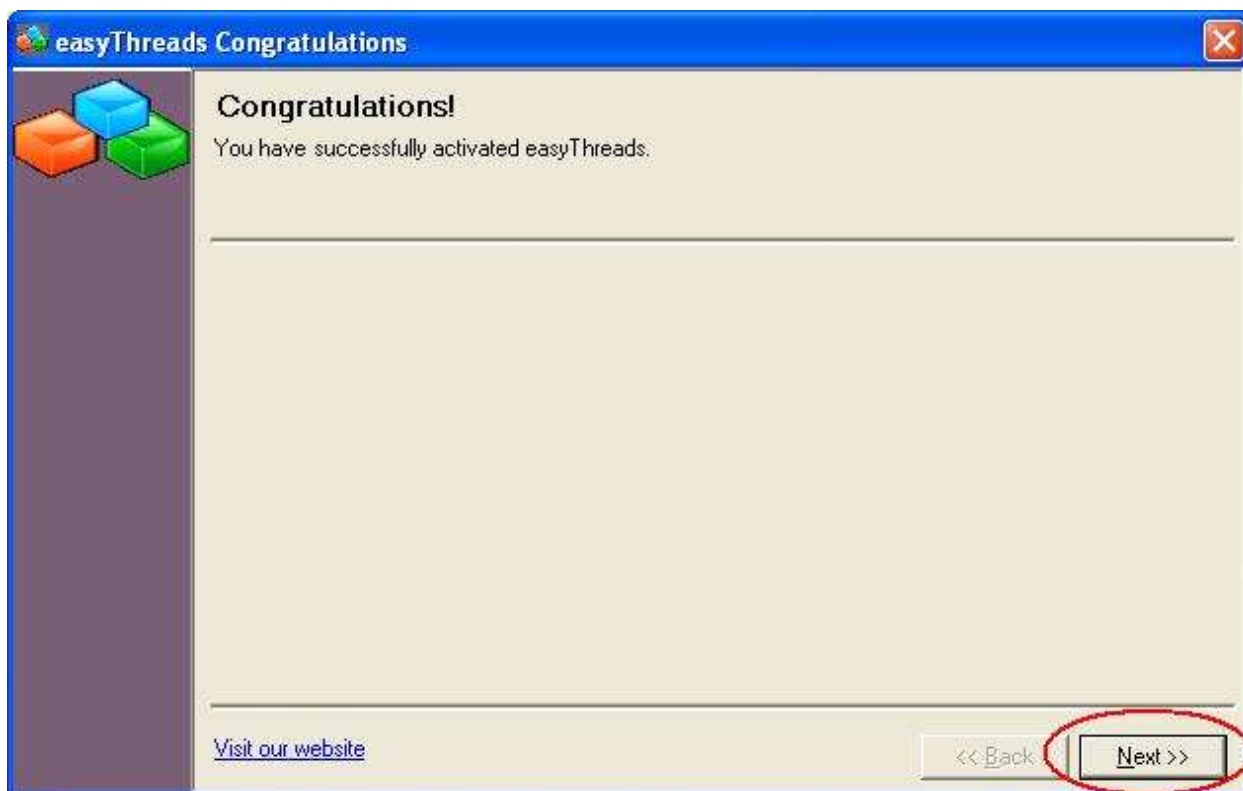 easyThreads Congratulations
Congratulations!
You have successfully activated easyThreads.
Visit our website
<< Back
Next >>